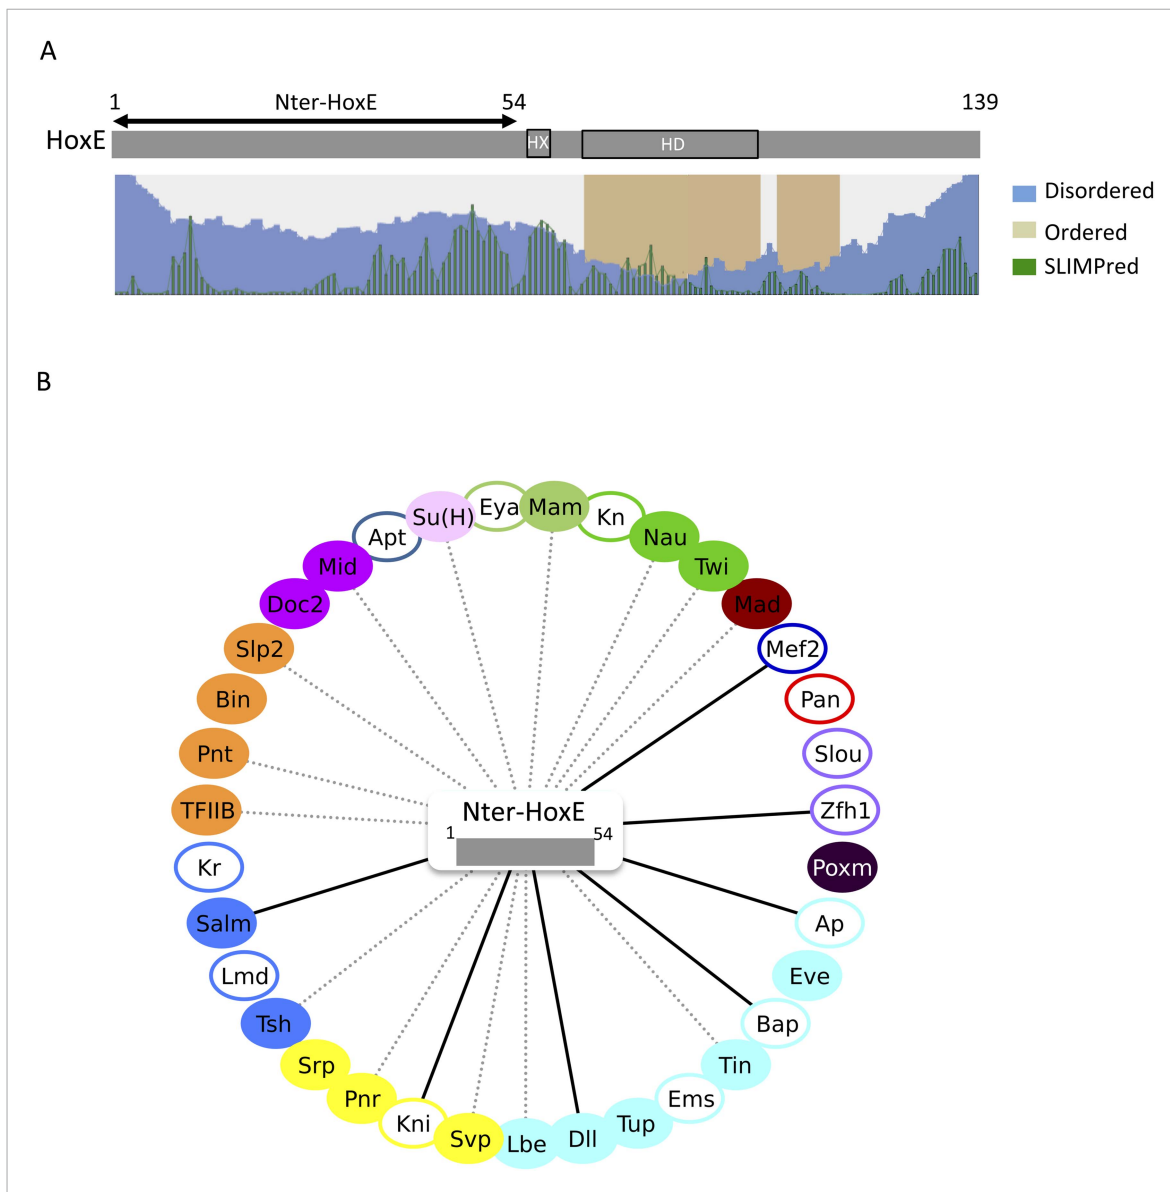 A
1 Nter-HoxE 54 139
HoxE HX HD
Disordered
Ordered
SLIMPred
B
Su(H) Eya Mam Kn
Apt Nau
Mid Twi
Doc2 Mad
Slp2 Mef2
Bin Pan
Pnt Slou
TFIIB Nter-HoxE Zfh1
1 54
Kr Poxm
Salm Ap
Lmd Eve
Tsh Bap
Srp Tin
Pnr Ems
Kni Tup
Svp Lbe Dll